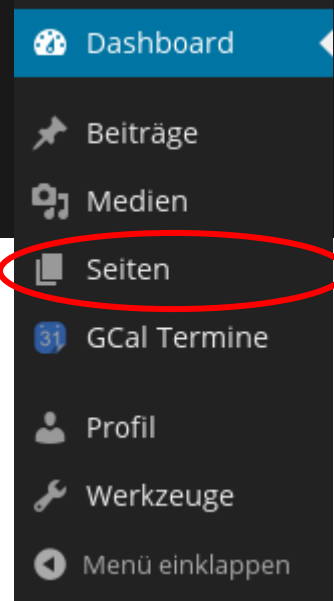 Dashboard
Beiträge
Medien
Seiten
31 GCal Termine
Profil
Werkzeuge
Menü einklappen